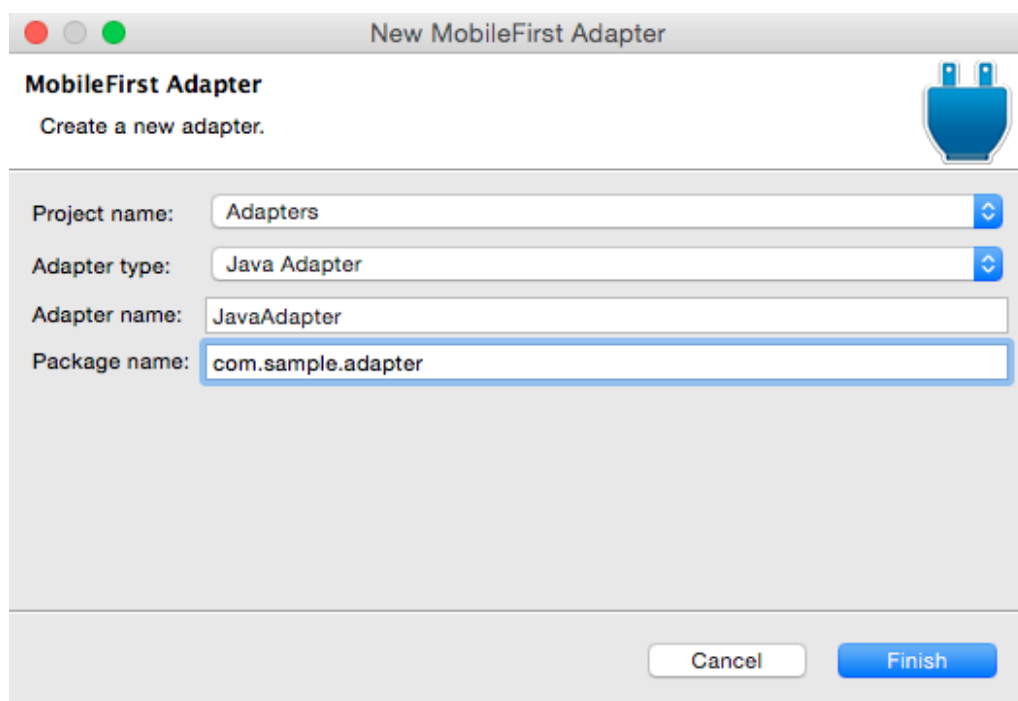 New MobileFirst Adapter
MobileFirst Adapter
Create a new adapter.
Project name: Adapters
Adapter type: Java Adapter
Adapter name: JavaAdapter
Package name: com.sample.adapter
Cancel Finish